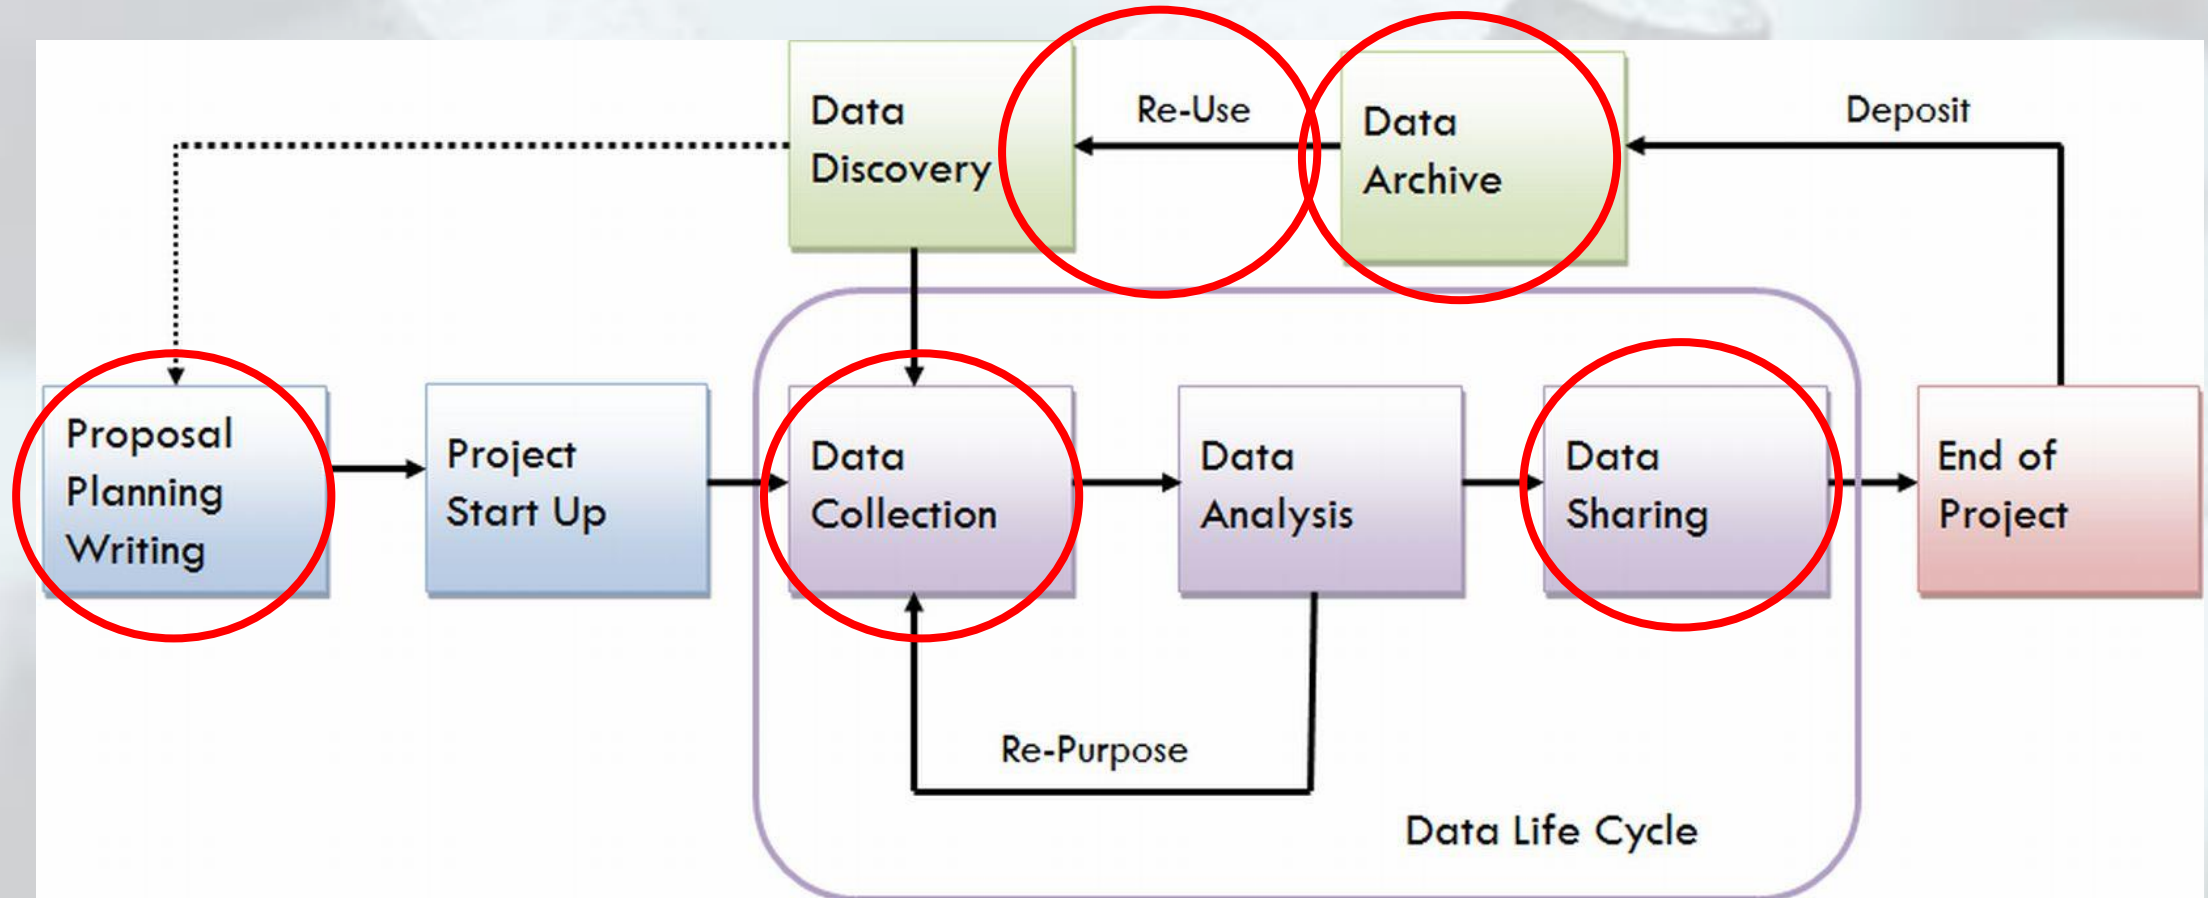 Data
Discovery
Re-Use
Data
Archive
Deposit
Proposal
Planning
Writing
Project
Start Up
Data
Collection
Data
Analysis
Data
Sharing
End of
Project
Re-Purpose
Data Life Cycle